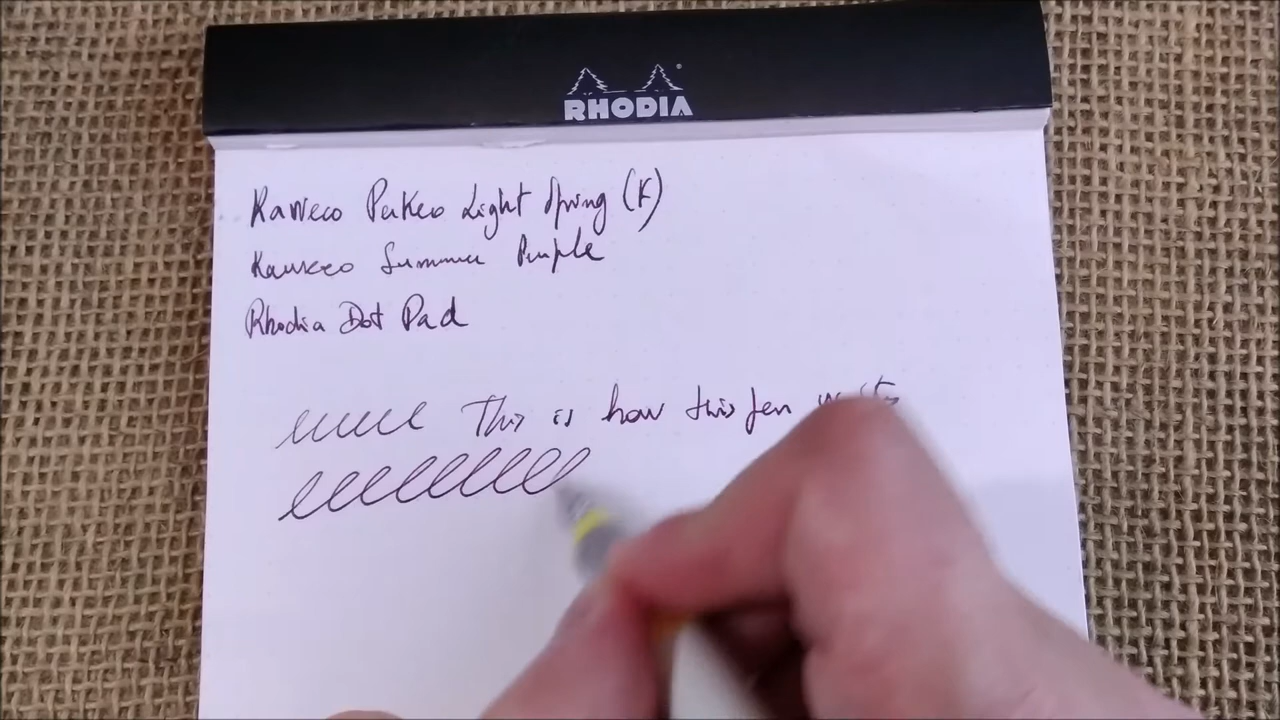 RHODIA
Kaweco Perkeo Light Spring (F)
Kaweco Summer Purple
Rhodia Dot Pad
This is how this pen